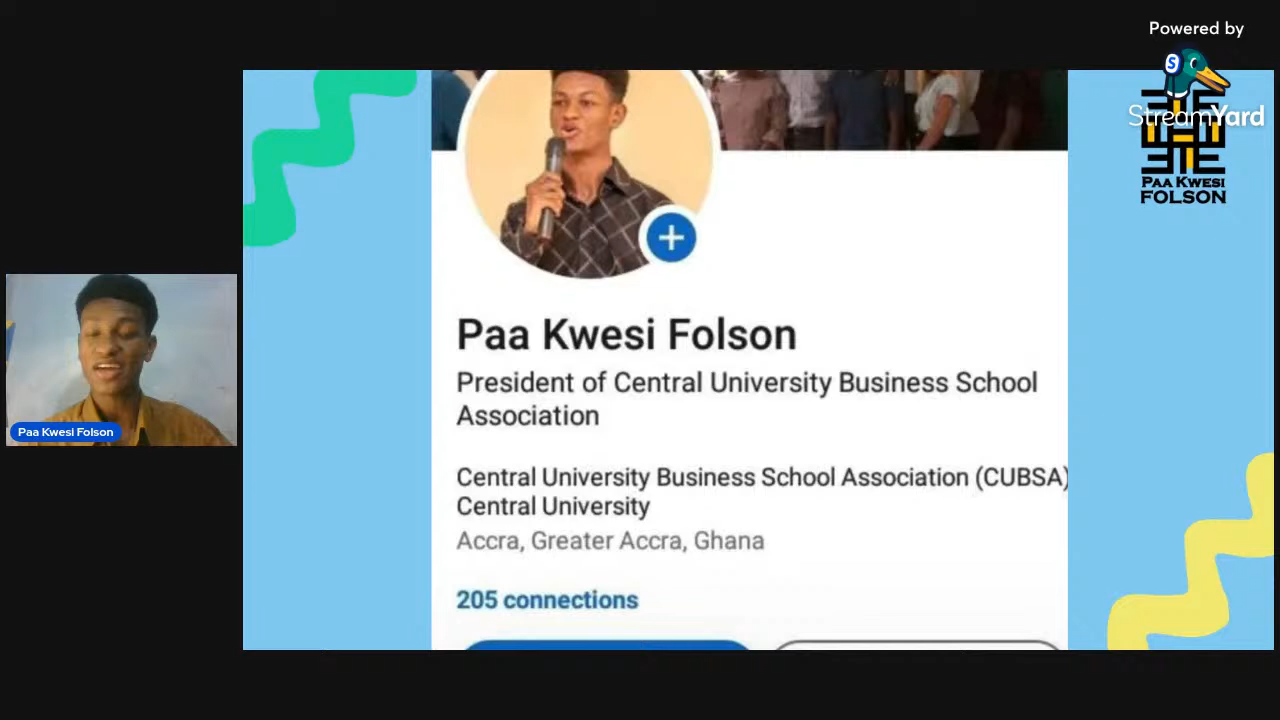 Powered by
S
StreamYard
PAA KWESI
FOLSON
Paa Kwesi Folson
President of Central University Business School
Association
Central University Business School Association (CUBSA)
Central University
Accra, Greater Accra, Ghana
205 connections
Paa Kwesi Folson